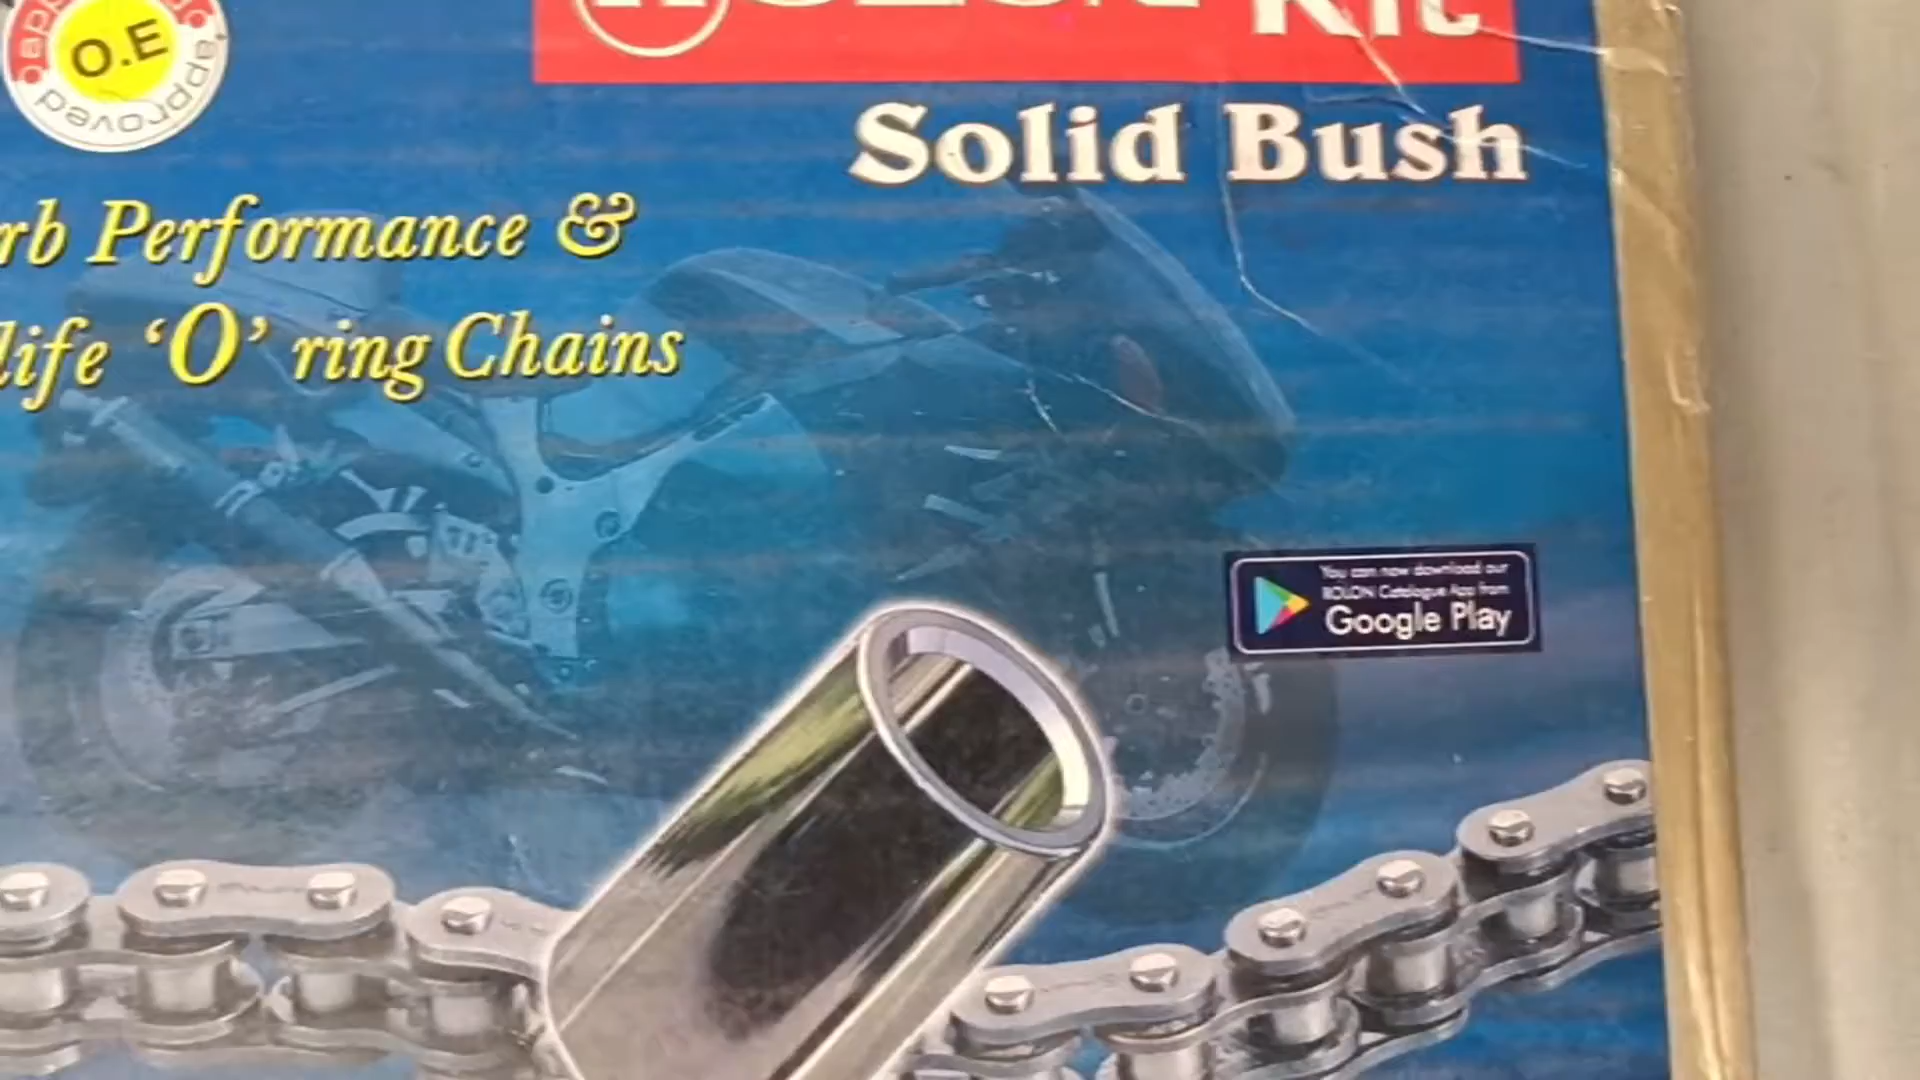 O.E
approved
ROLON Kit
Solid Bush
Performance &
life 'O' ring Chains
You can now download our
ROLON Catalogue App from
Google Play